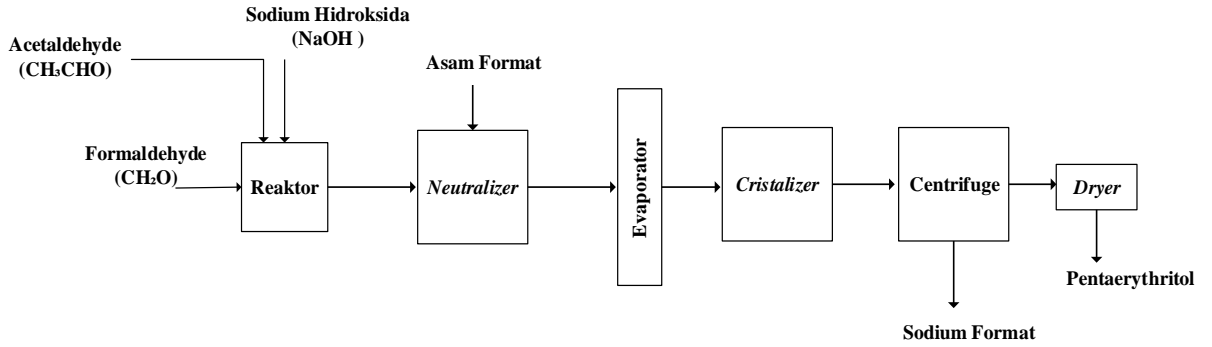 Sodium Hidroksida
(NaOH )
Acetaldehyde
(CH₃CHO)
Asam Format
Formaldehyde
(CH₂O)
Reaktor
Neutralizer
Evaporator
Cristalizer
Centrifuge
Dryer
Pentaerythritol
Sodium Format